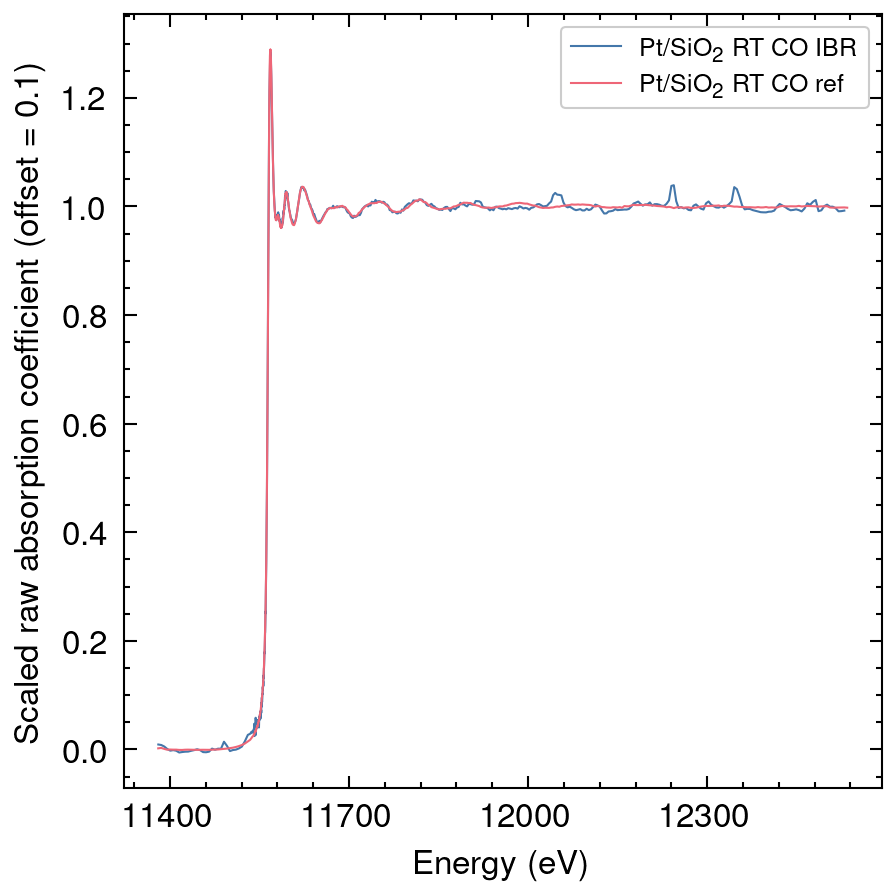 Pt/SiO₂ RT CO IBR
Pt/SiO₂ RT CO ref
Scaled raw absorption coefficient (offset = 0.1)
1.2
1.0
0.8
0.6
0.4
0.2
0.0
11400 11700 12000 12300
Energy (eV)